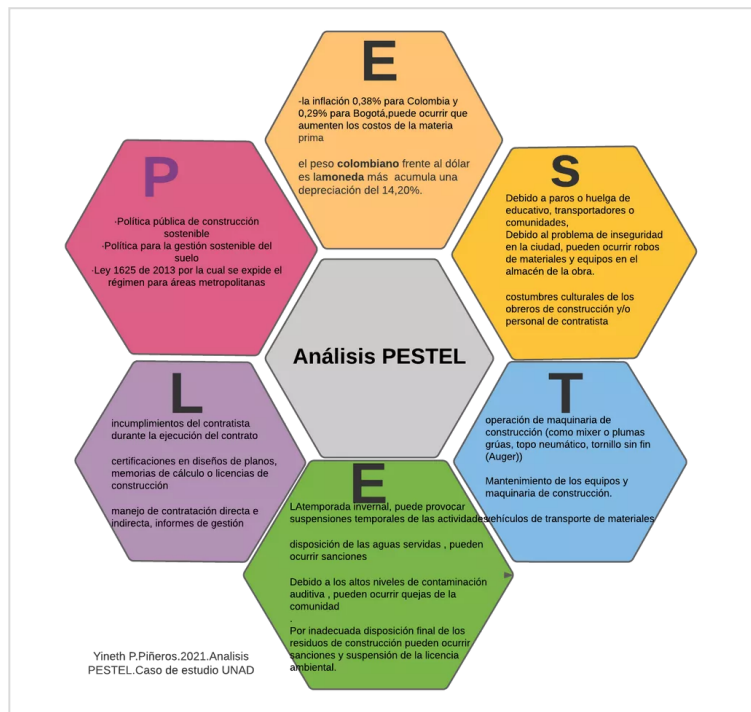 E
-la inflación 0,38% para Colombia y
0,29% para Bogotá,puede ocurrir que
aumenten los costos de la materia
prima
el peso colombiano frente al dólar
es lamoneda más acumula una
depreciación del 14,20%.
P
·Política pública de construcción
sostenible
·Política para la gestión sostenible del
suelo
·Ley 1625 de 2013 por la cual se expide el
régimen para áreas metropolitanas
S
Debido a paros o huelga de
educativo, transportadores o
comunidades,
Debido al problema de inseguridad
en la ciudad, pueden ocurrir robos
de materiales y equipos en el
almacén de la obra.
costumbres culturales de los
obreros de construcción y/o
personal de contratista
Análisis PESTEL
L
incumplimientos del contratista
durante la ejecución del contrato
certificaciones en diseños de planos,
memorias de cálculo o licencias de
construcción
manejo de contratación directa e
indirecta, informes de gestión
T
operación de maquinaria de
construcción (como mixer o plumas
grúas, topo neumático, tornillo sin fin
(Auger))
Mantenimiento de los equipos y
maquinaria de construcción.
vehículos de transporte de materiales
E
LAtemporada invernal, puede provocar
suspensiones temporales de las actividades
disposición de las aguas servidas , pueden
ocurrir sanciones
Debido a los altos niveles de contaminación
auditiva , pueden ocurrir quejas de la
comunidad
.
Por inadecuada disposición final de los
residuos de construcción pueden ocurrir
sanciones y suspensión de la licencia
ambiental.
Yineth P.Piñeros.2021.Analisis
PESTEL.Caso de estudio UNAD